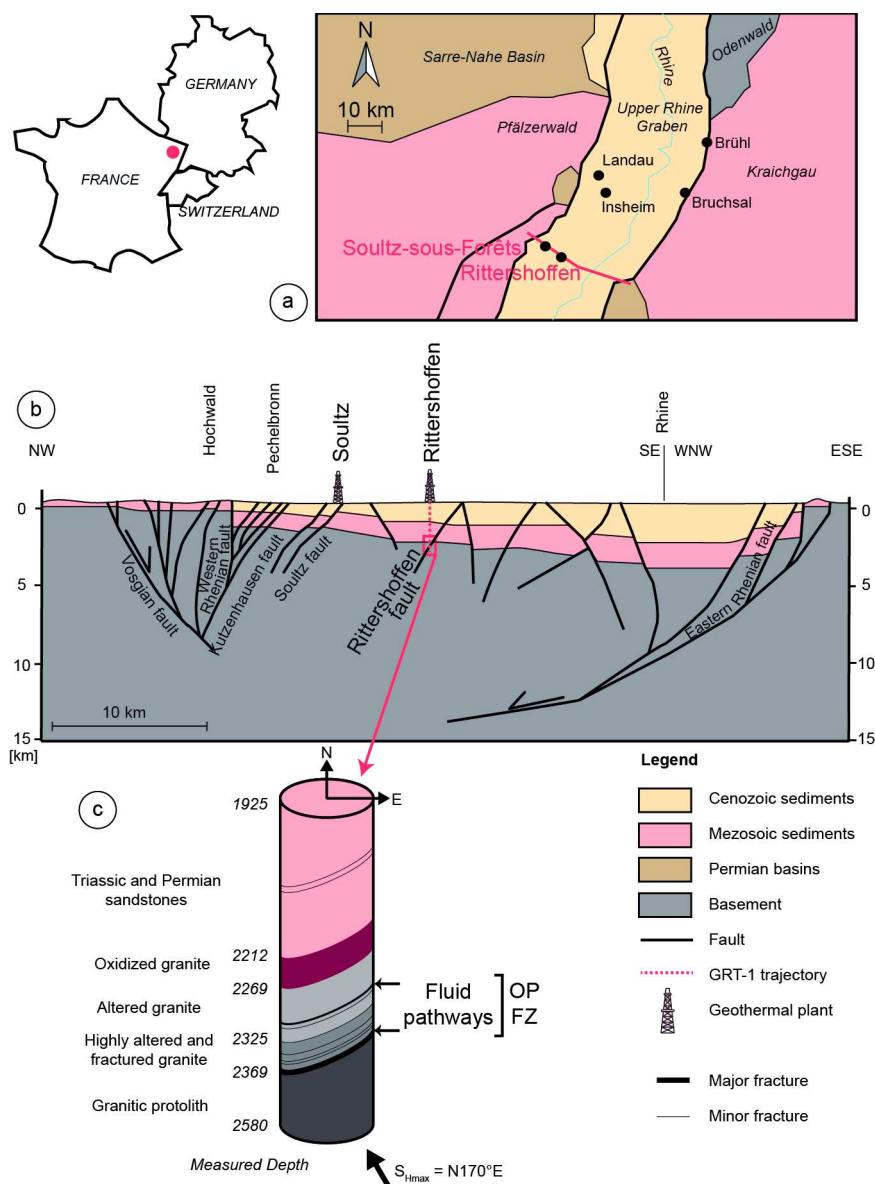 GERMANY
FRANCE
SWITZERLAND
N
10 km
Sarre-Nahe Basin
Rhine
Odenwald
Upper Rhine
Graben
Pfälzerwald
Brühl
Landau
Kraichgau
Insheim
Bruchsal
Soultz-sous-Forêts
Rittershoffen
a
b
NW
Hochwald
Pechelbronn
Soultz
Rittershoffen
Rhine
SE
WNW
ESE
0
5
10
15
[km]
0
5
10
15
Vosgian fault
Western
Rhenian fault
Kutzenhausen fault
Soultz fault
Rittershoffen
fault
Eastern Rhenian fault
10 km
c
N
E
1925
Triassic and Permian
sandstones
2212
Oxidized granite
2269
Altered granite
2325
Highly altered and
fractured granite
2369
Granitic protolith
2580
Measured Depth
Fluid
pathways
OP
FZ
SHmax = N170°E
Legend
Cenozoic sediments
Mezosoic sediments
Permian basins
Basement
Fault
GRT-1 trajectory
Geothermal plant
Major fracture
Minor fracture